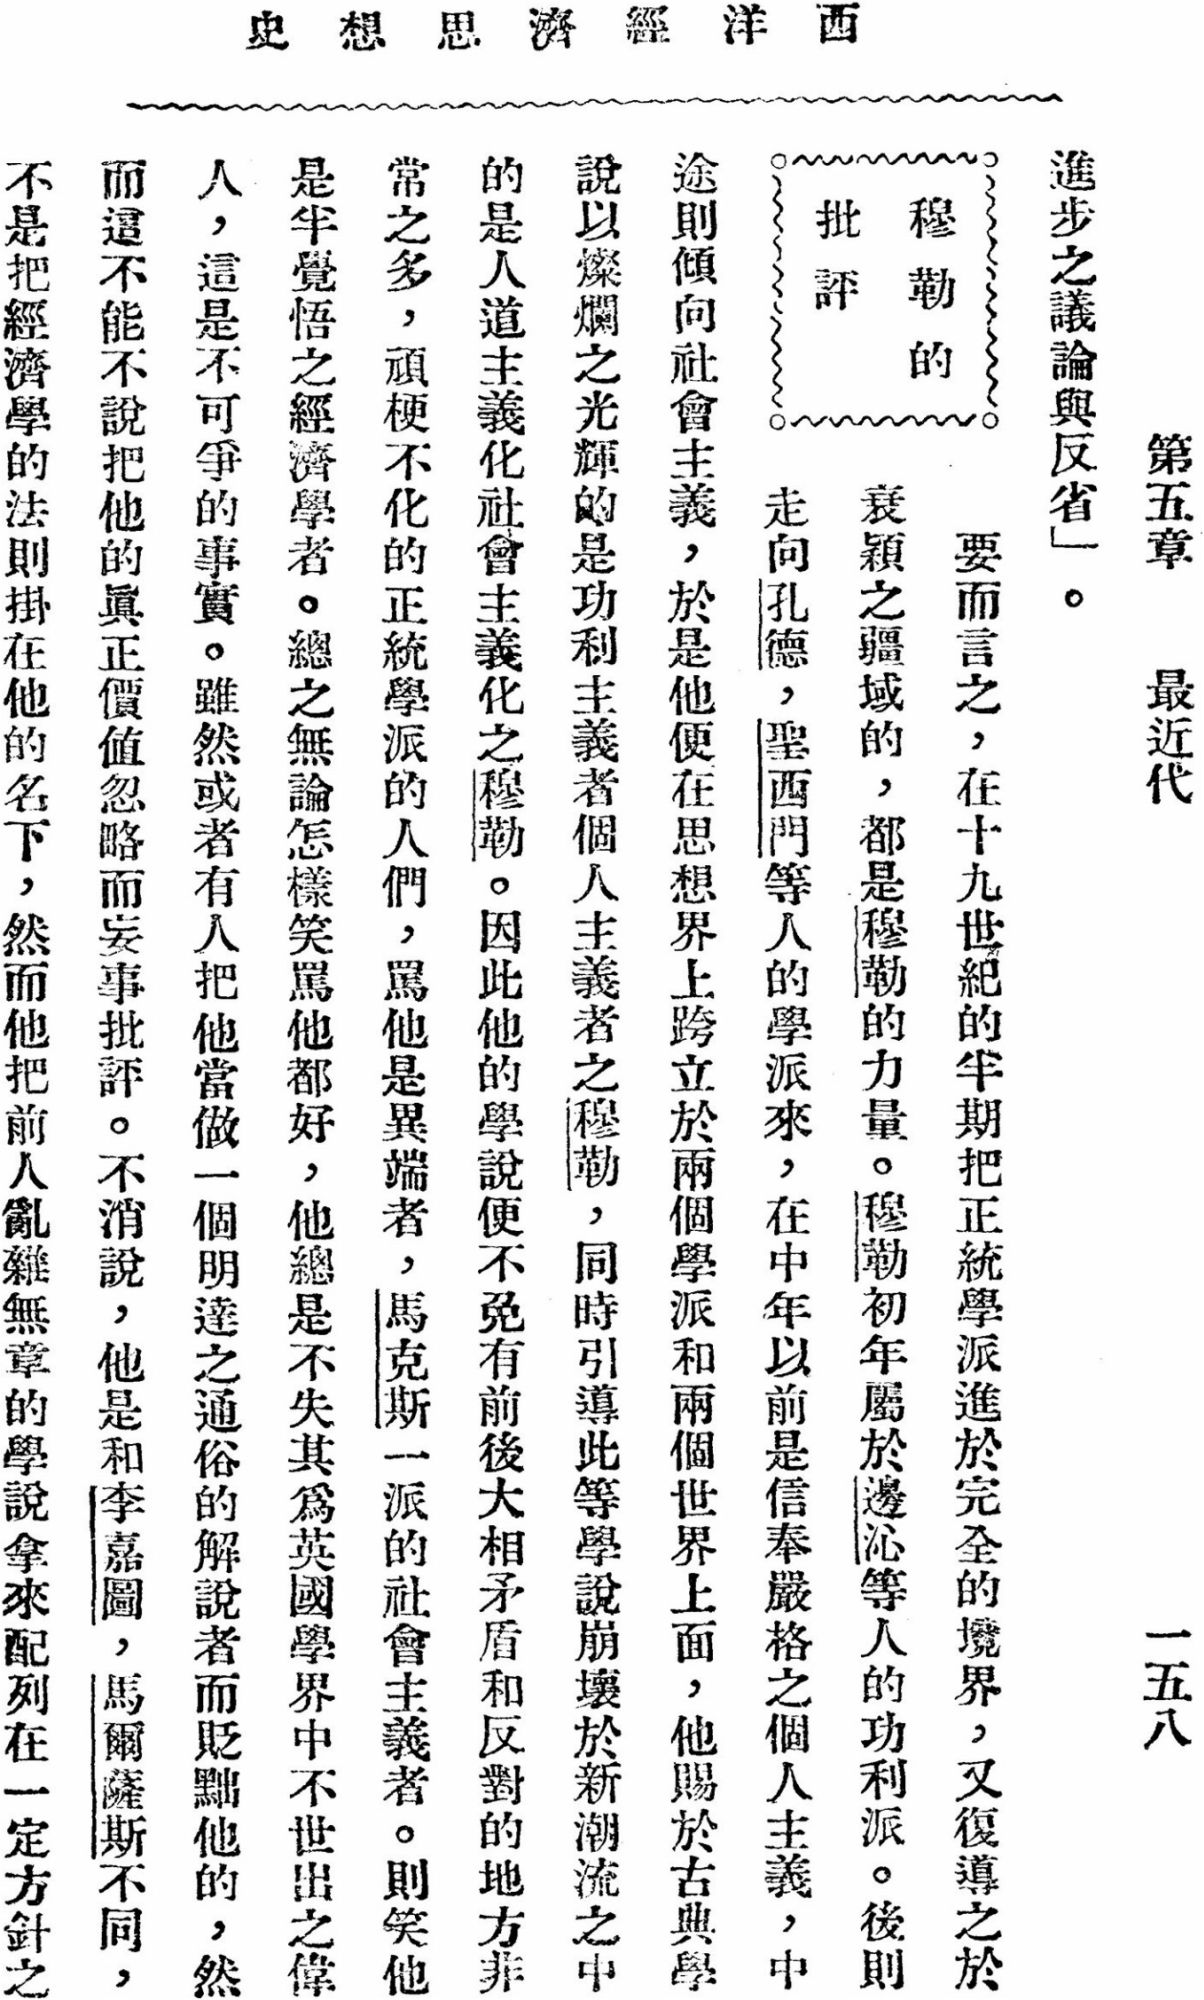 西洋經濟思想史
第五章　最近代　一五八
進步之議論與反省」。
穆勒的
批評
要而言之，在十九世紀的半期把正統學派進於完全的境界，又復導之於
衰頹之疆域的，都是穆勒的力量。穆勒初年屬於邊沁等人的功利派。後則
走向孔德，聖西門等人的學派來，在中年以前是信奉嚴格之個人主義，中
途則傾向社會主義，於是他便在思想界上跨立於兩個學派和兩個世界上面，他賜於古典學
說以燦爛之光輝的是功利主義者個人主義者之穆勒，同時引導此等學說崩壞於新潮流之中
的是人道主義化社會主義化之穆勒。因此他的學說便不免有前後大相矛盾和反對的地方非
常之多，頑梗不化的正統學派的人們，罵他是異端者，馬克斯一派的社會主義者。則笑他
是半覺悟之經濟學者。總之無論怎樣笑罵他都好，他總是不失其爲英國學界中不世出之偉
人，這是不可爭的事實。雖然或者有人把他當做一個明達之通俗的解說者而貶黜他的，然
而這不能不說把他的眞正價值忽略而妄事批評。不消說，他是和李嘉圖，馬爾薩斯不同，
不是把經濟學的法則掛在他的名下，然而他把前人亂雜無章的學說拿來配列在一定方針之